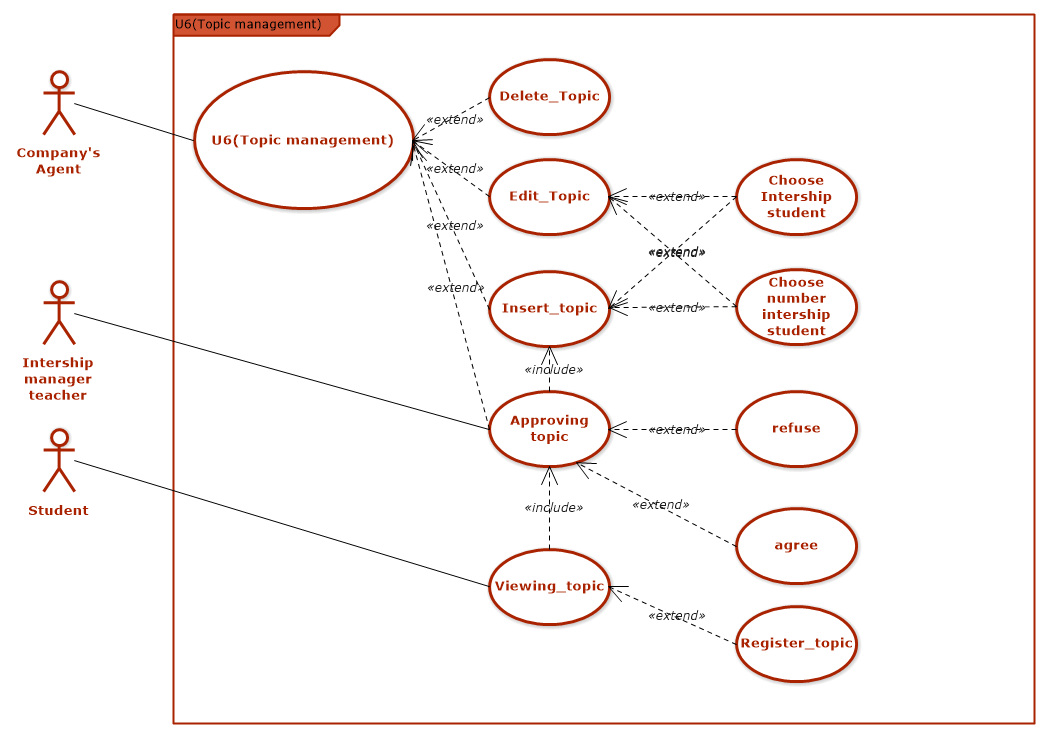 U6(Topic management)
Company's
Agent
U6(Topic management)
Delete_Topic
«extend»
Edit_Topic
«extend»
Choose
Intership
student
«extend»
«extend»
«extend»
«extend»
Insert_topic
«extend»
Choose
number
intership
student
«extend»
Intership
manager
teacher
«include»
Approving
topic
«extend»
refuse
Student
«extend»
«include»
agree
Viewing_topic
«extend»
Register_topic